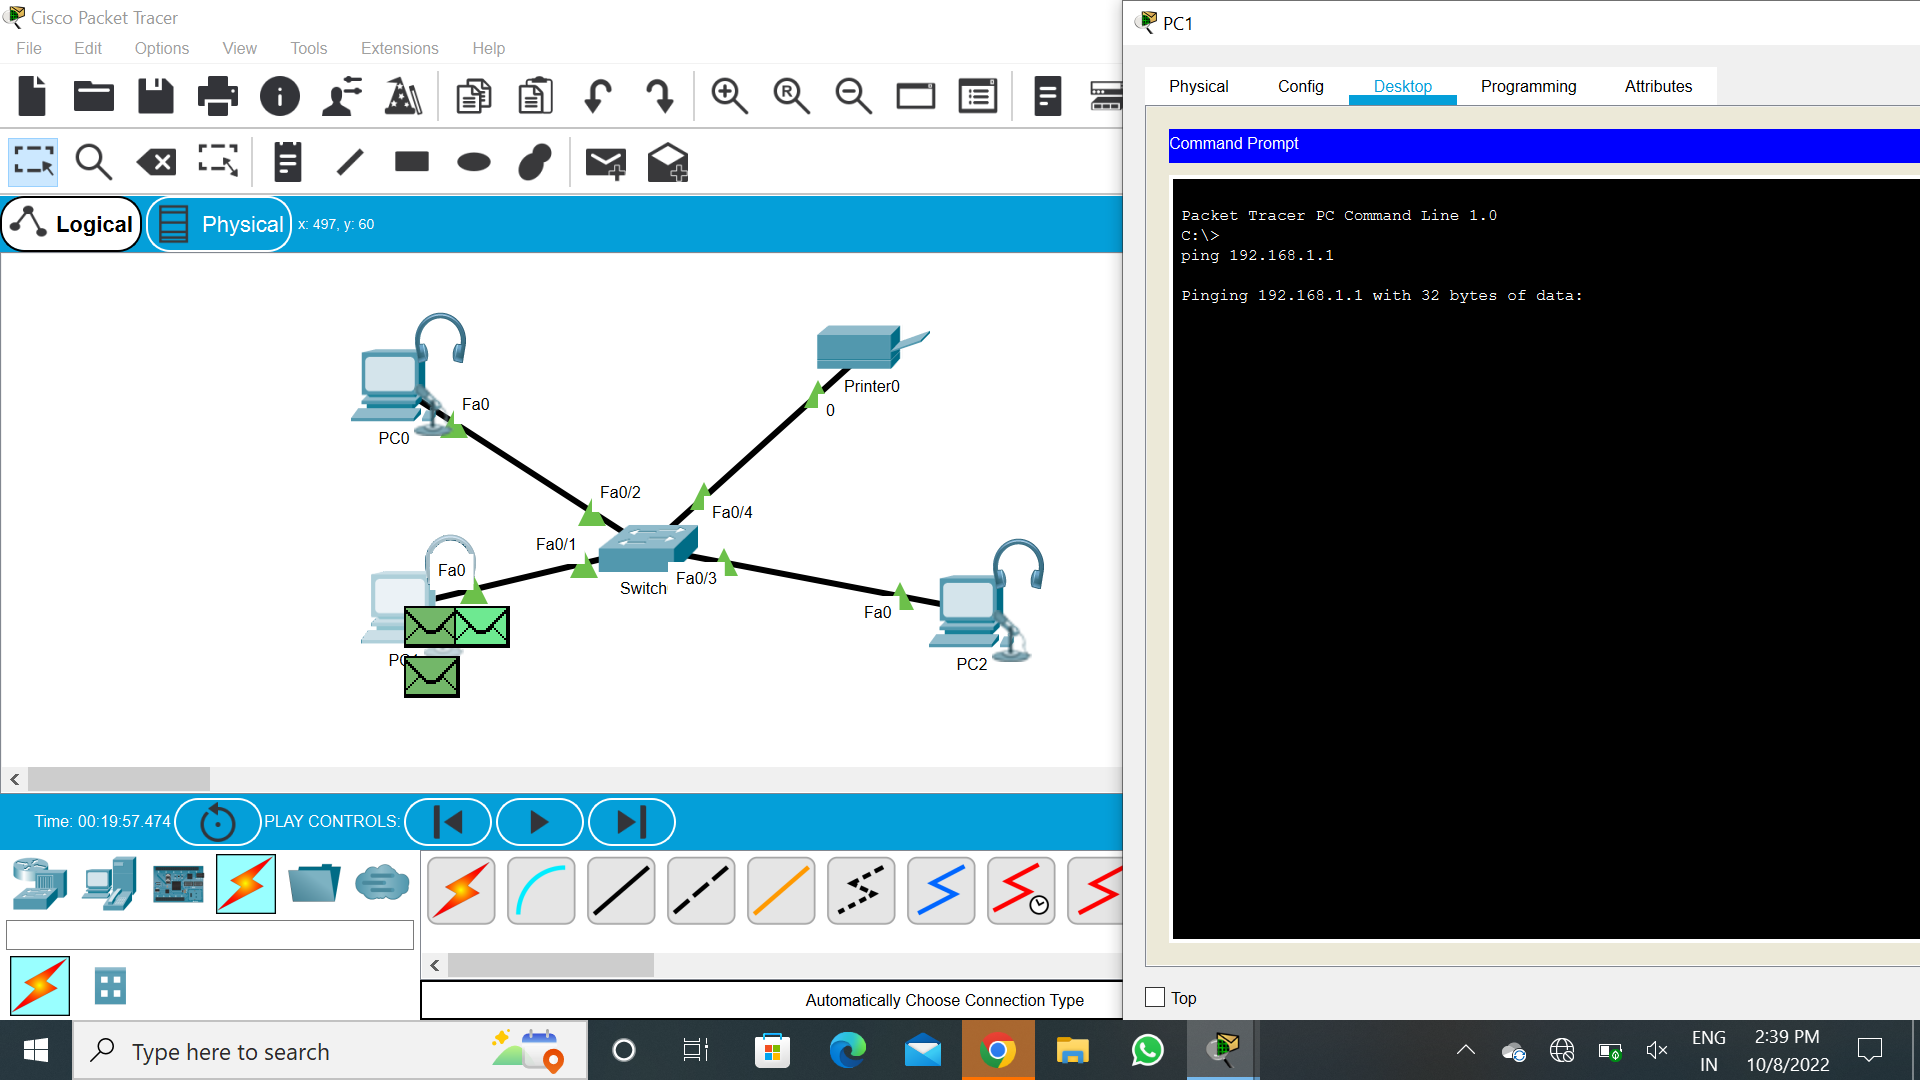 Cisco Packet Tracer
File Edit Options View Tools Extensions Help
Logical Physical x: 497, y: 60
PC0
Fa0
Printer0
0
Fa0/2
Fa0/4
Fa0/1
Fa0
Switch
Fa0/3
Fa0
PC2
Time: 00:19:57.474 PLAY CONTROLS:
Automatically Choose Connection Type
PC1
Physical Config Desktop Programming Attributes
Command Prompt
Packet Tracer PC Command Line 1.0
C:\>
ping 192.168.1.1
Pinging 192.168.1.1 with 32 bytes of data:
Top
Type here to search
ENG
IN
2:39 PM
10/8/2022